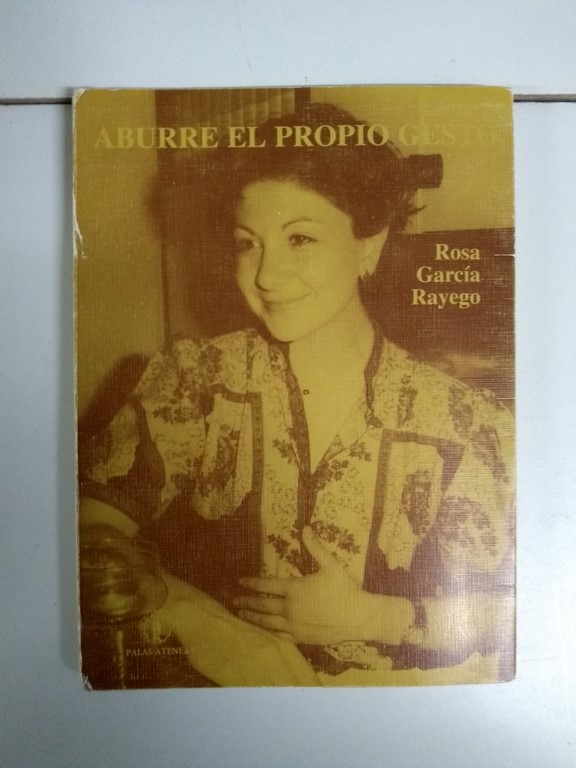 ABURRE EL PROPIO GESTO
Rosa
García
Rayego
PALAS ATENEA